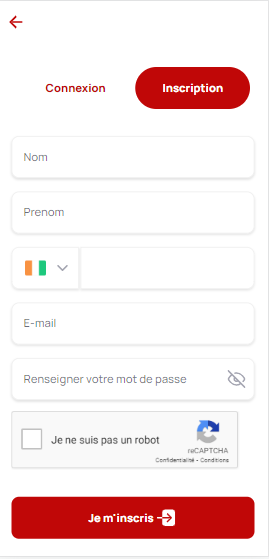 Connexion
Inscription
Nom
Prenom
E-mail
Renseigner votre mot de passe
Je ne suis pas un robot
reCAPTCHA
Confidentialité - Conditions
Je m'inscris